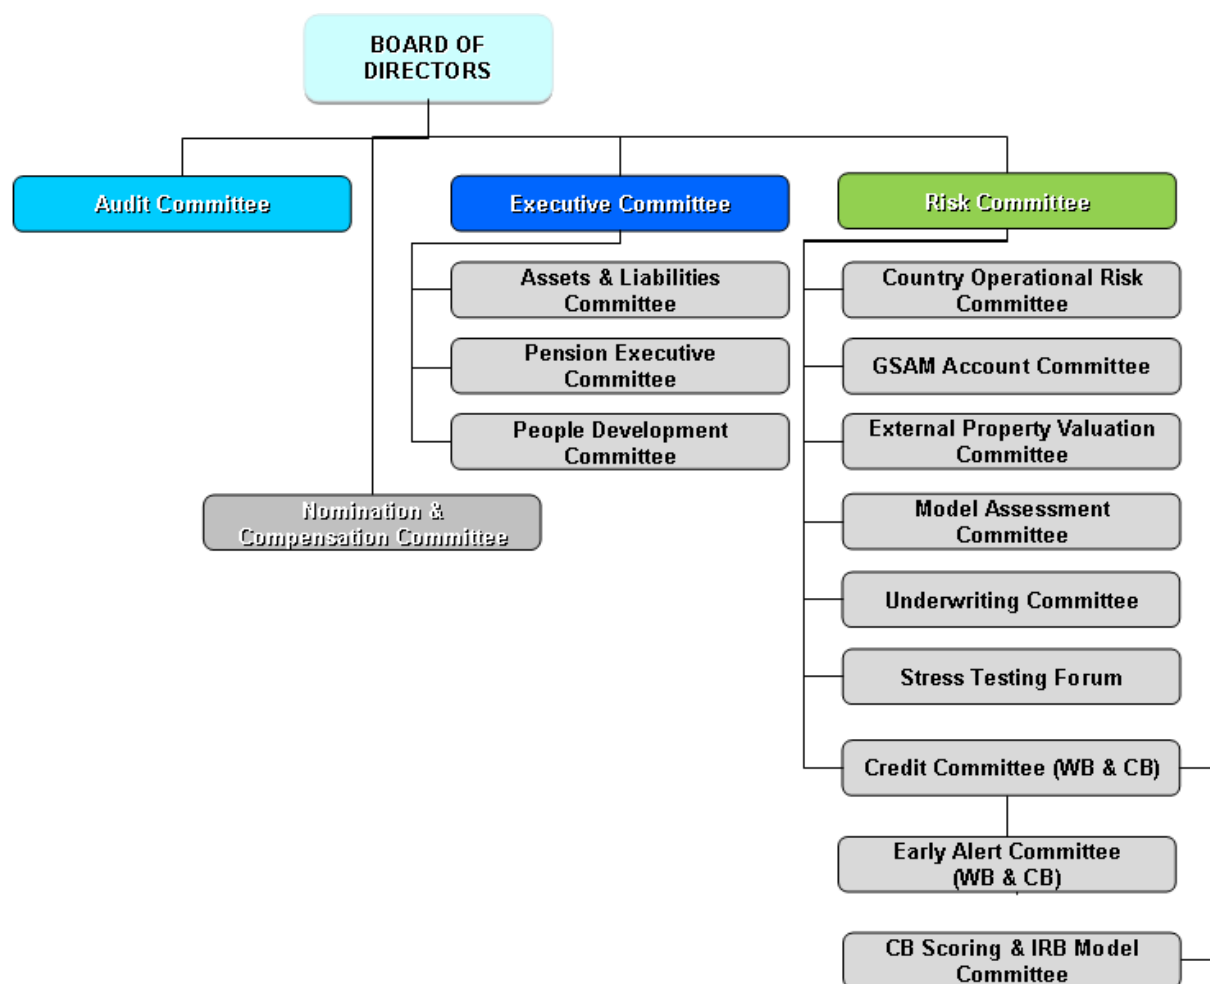 BOARD OF
DIRECTORS
Audit Committee
Executive Committee
Risk Committee
Assets & Liabilities
Committee
Pension Executive
Committee
People Development
Committee
Nomination &
Compensation Committee
Country Operational Risk
Committee
GSAM Account Committee
External Property Valuation
Committee
Model Assessment
Committee
Underwriting Committee
Stress Testing Forum
Credit Committee (WB & CB)
Early Alert Committee
(WB & CB)
CB Scoring & IRB Model
Committee